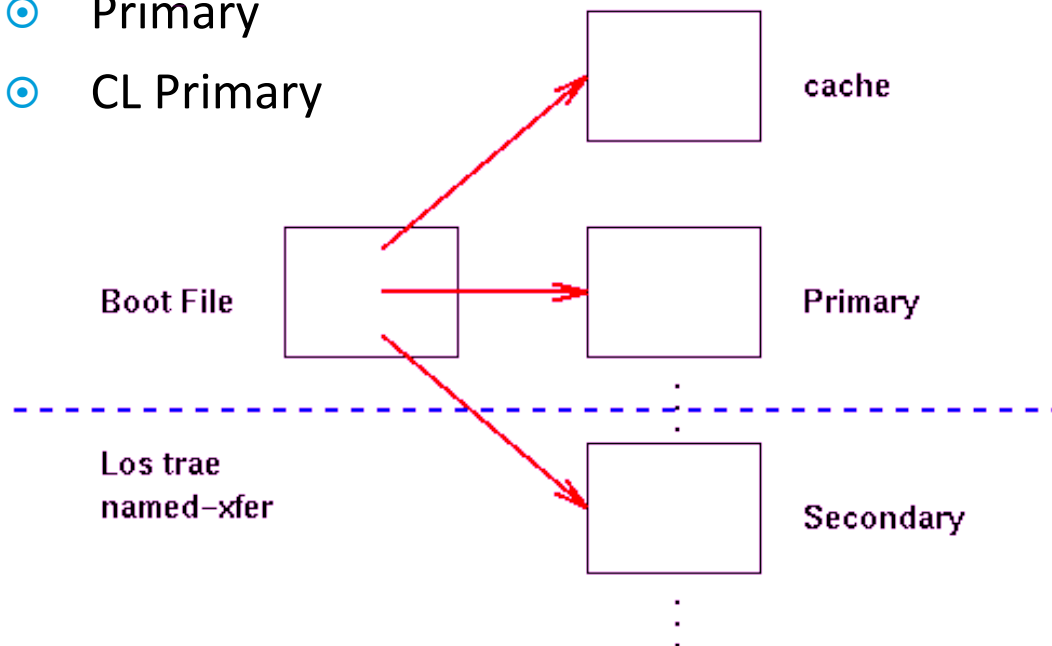 Primary
CL Primary
cache
Boot File
Primary
Los trae
named-xfer
Secondary